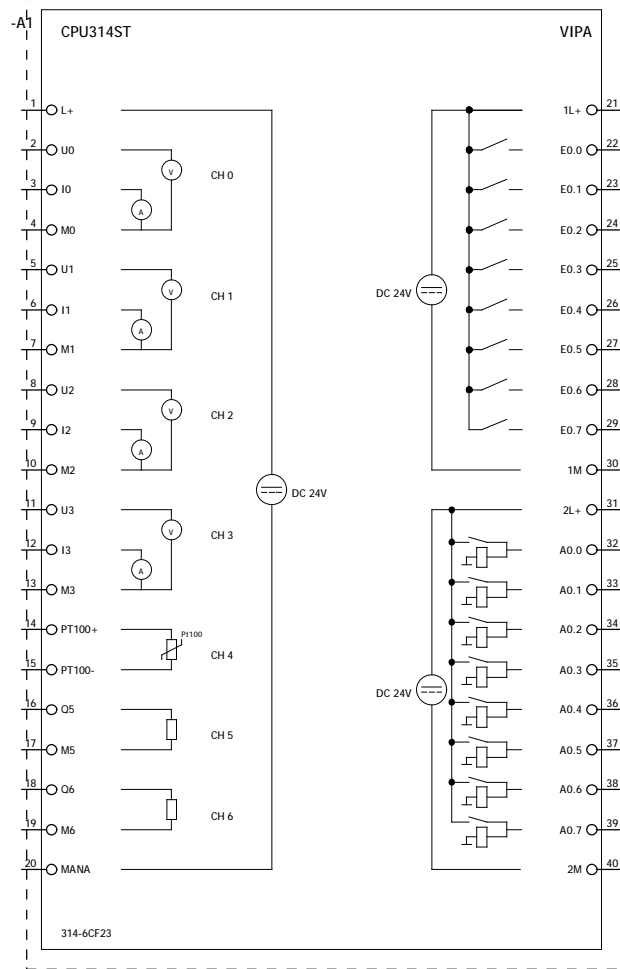 -A1
CPU314ST VIPA
1 L+ 1L+ 21
2 U0 E0.0 22
V CH 0
3 I0 E0.1 23
A
4 M0 E0.2 24
5 U1 E0.3 25
V CH 1 DC 24V
6 I1 E0.4 26
A
7 M1 E0.5 27
8 U2 E0.6 28
V CH 2
9 I2 E0.7 29
A
10 M2 1M 30
DC 24V
11 U3 2L+ 31
V CH 3
12 I3 A0.0 32
A
13 M3 A0.1 33
14 PT100+ A0.2 34
Pt100
CH 4
15 PT100- A0.3 35
DC 24V
16 Q5 A0.4 36
CH 5
17 M5 A0.5 37
18 Q6 A0.6 38
CH 6
19 M6 A0.7 39
20 MANA 2M 40
314-6CF23